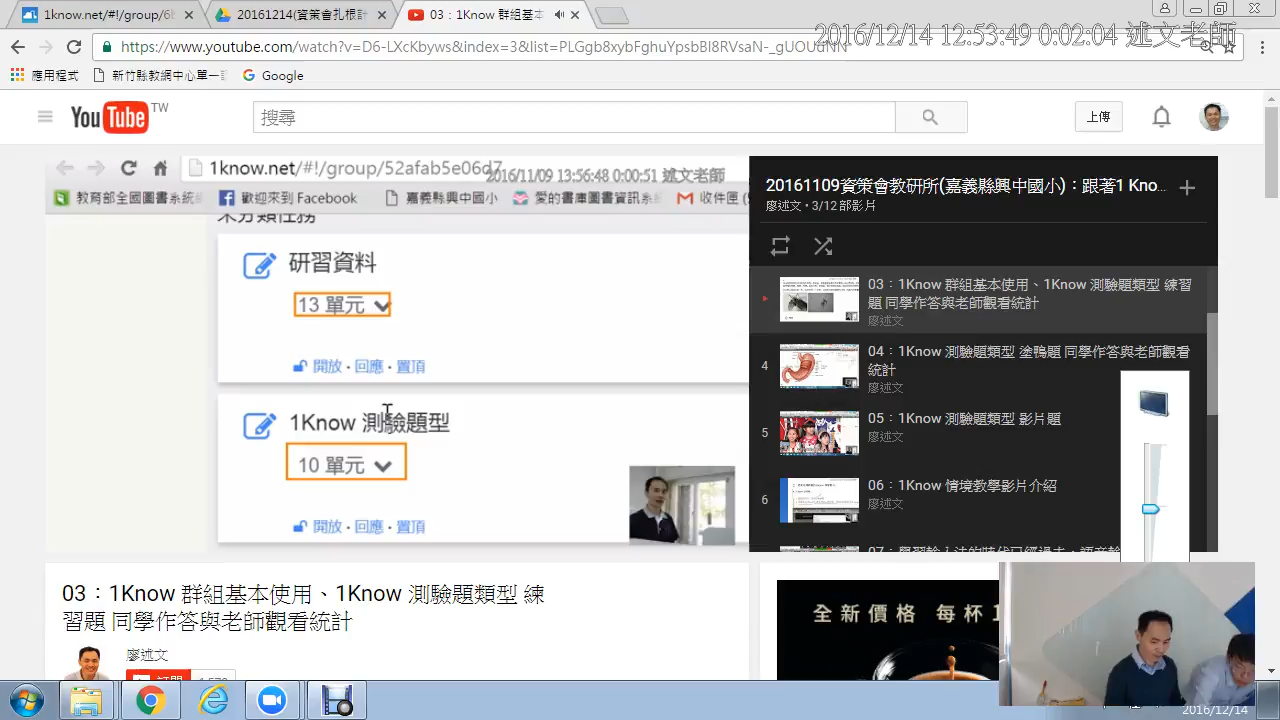 1know.net/#!/group/6
20161214(資策會孔根
03：1Know 群組基本
2016/12/14 12:53:49 0:02:04 述文老師
https://www.youtube.com/watch?v=D6-LXcKbyws&index=3&list=PLGgb8xybFghuYpsbBI8RVsaN-_gUOUuNN
應用程式
新竹縣教網中心單一
Google
YouTube TW
搜尋
上傳
1know.net/#!/group/52afab5e06d7
2016/11/09 13:56:48 0:00:51 述文老師
教育部全國圖書系統
歡迎來到 Facebook
嘉義縣興中國小
愛的書庫圖書資訊系
收件匣
未分類任務
研習資料
13 單元
開放・回應・置頂
1Know 測驗題型
10 單元
開放・回應・置頂
20161109資策會教研所(嘉義縣興中國小)：跟著1 Kno...
廖述文 • 3/12 部影片
03：1Know 群組基本使用、1Know 測驗題類型 練習
題 同學作答與老師觀看統計
廖述文
4
04：1Know 測驗題類型 塗鴉題 同學作答與老師觀看
統計
廖述文
5
05：1Know 測驗題類型 影片題
廖述文
6
06：1Know 情境教學影片介紹
廖述文
03：1Know 群組基本使用、1Know 測驗題類型 練
習題 同學作答與老師觀看統計
廖述文
全新價格 每杯
2016/12/14